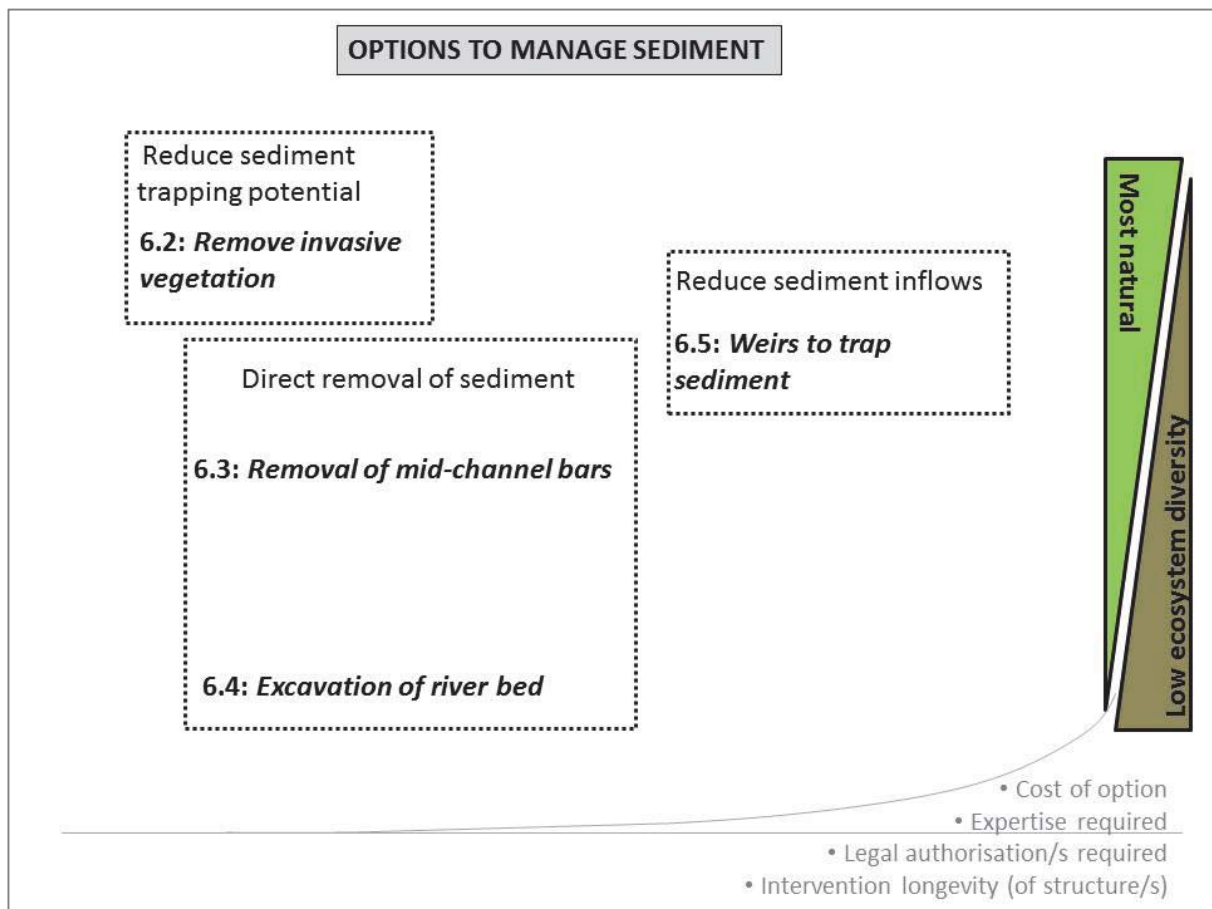 OPTIONS TO MANAGE SEDIMENT
Reduce sediment
trapping potential
6.2: Remove invasive
vegetation
Reduce sediment inflows
6.5: Weirs to trap
sediment
Direct removal of sediment
6.3: Removal of mid-channel bars
6.4: Excavation of river bed
Most natural
Low ecosystem diversity
• Cost of option
• Expertise required
• Legal authorisation/s required
• Intervention longevity (of structure/s)